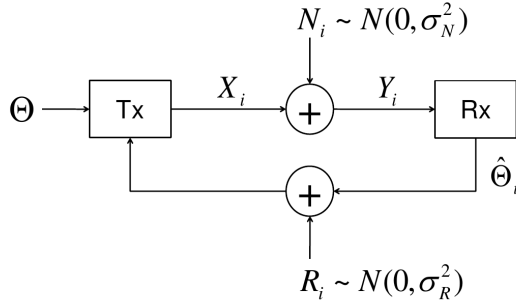 N_i ~ N(0, σ_N^2)
Θ Tx X_i + Y_i Rx
Θ̂_i
+
R_i ~ N(0, σ_R^2)